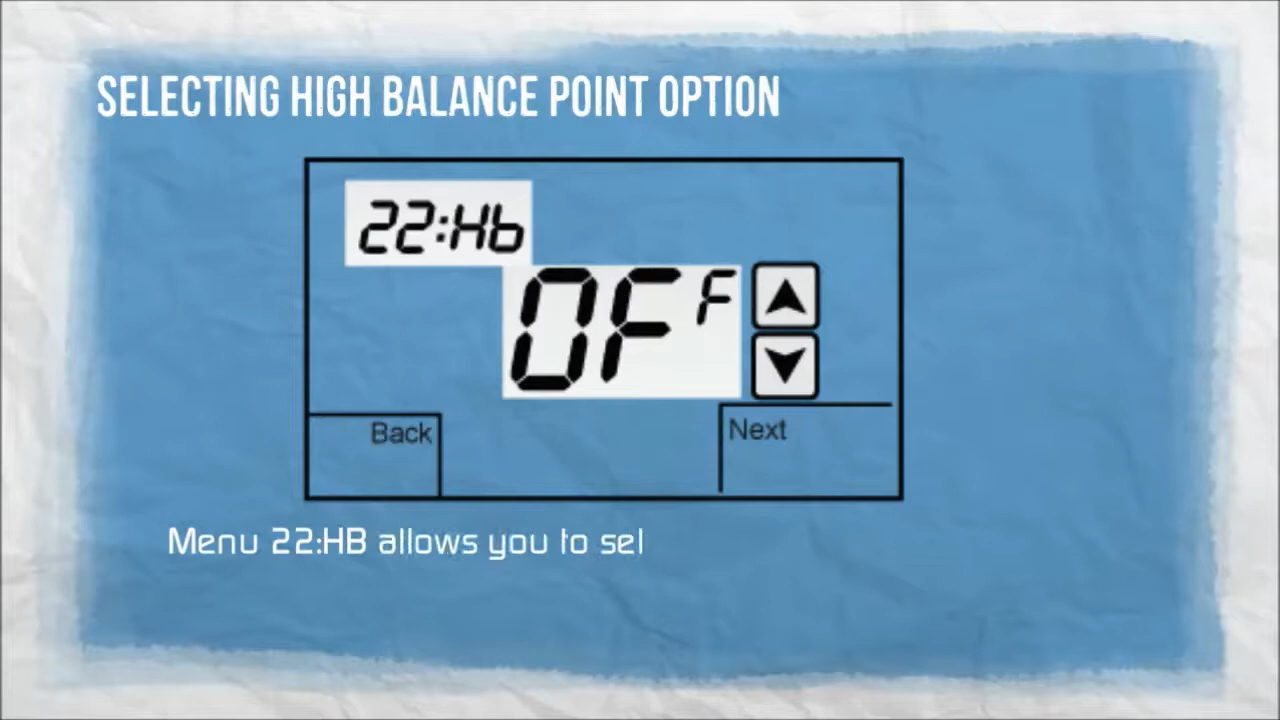 SELECTING HIGH BALANCE POINT OPTION
22:Hb
OFF
Back
Next
Menu 22:HB allows you to sel